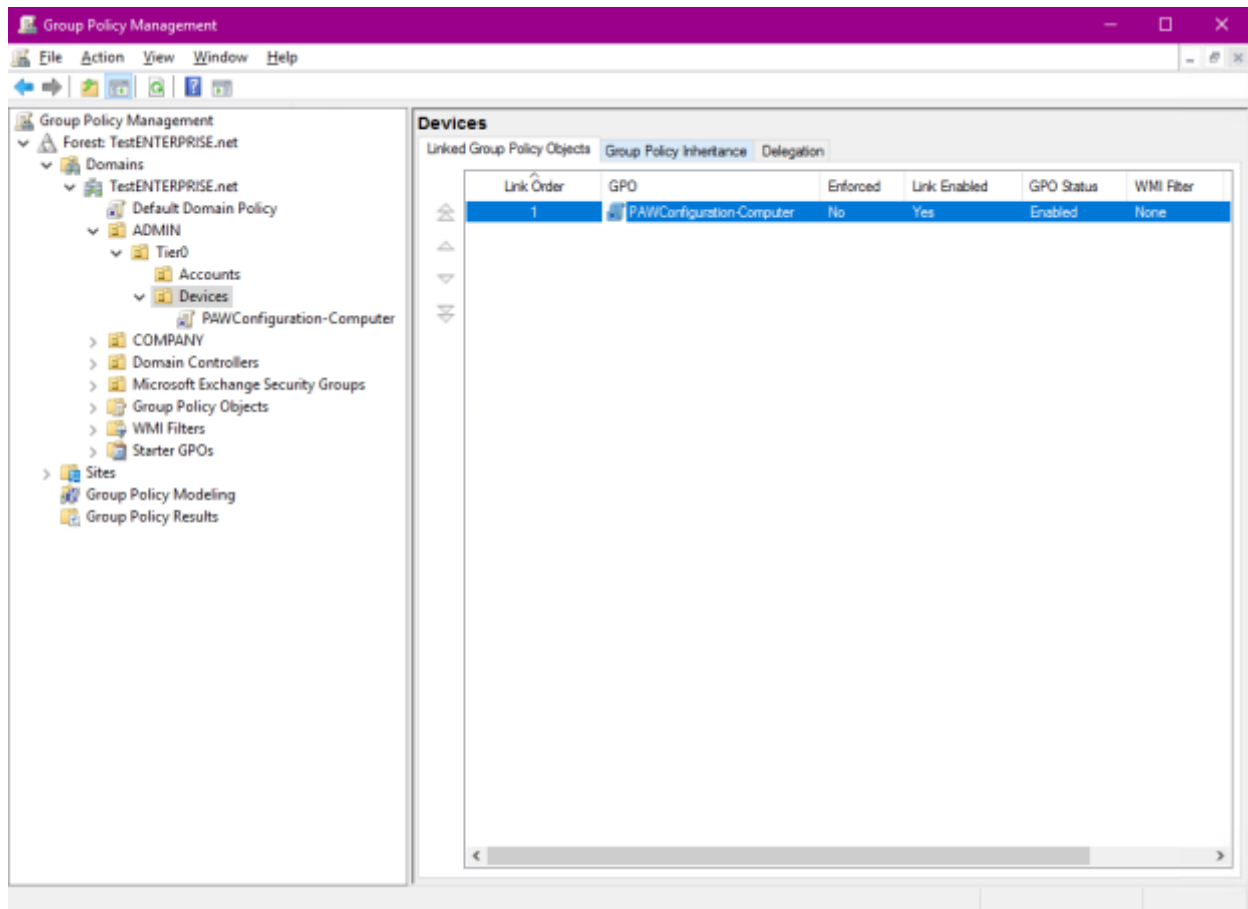 Group Policy Management
File Action View Window Help
Group Policy Management
Forest: TestENTERPRISE.net
Domains
TestENTERPRISE.net
Default Domain Policy
ADMIN
Tier0
Accounts
Devices
PAWConfiguration-Computer
COMPANY
Domain Controllers
Microsoft Exchange Security Groups
Group Policy Objects
WMI Filters
Starter GPOs
Sites
Group Policy Modeling
Group Policy Results
Devices
Linked Group Policy Objects Group Policy Inheritance Delegation
Link Order GPO Enforced Link Enabled GPO Status WMI Filter
1 PAWConfiguration-Computer No Yes Enabled None